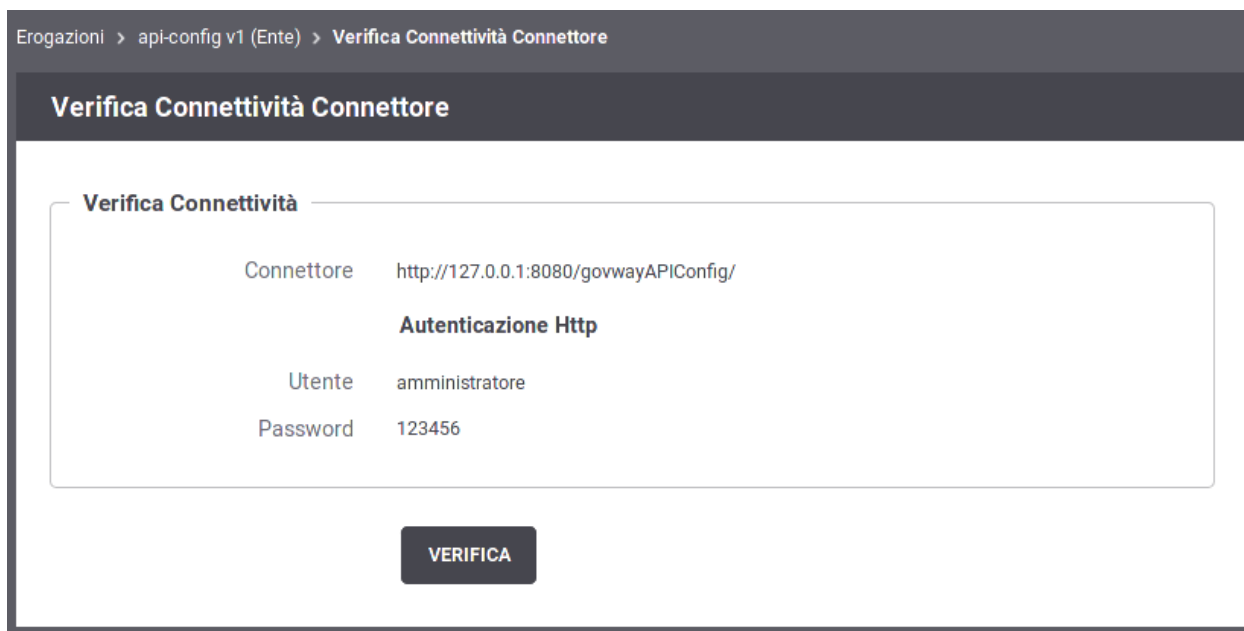 Erogazioni > api-config v1 (Ente) > Verifica Connettività Connettore
Verifica Connettività Connettore
Verifica Connettività
Connettore http://127.0.0.1:8080/govwayAPIConfig/
Autenticazione Http
Utente amministratore
Password 123456
VERIFICA